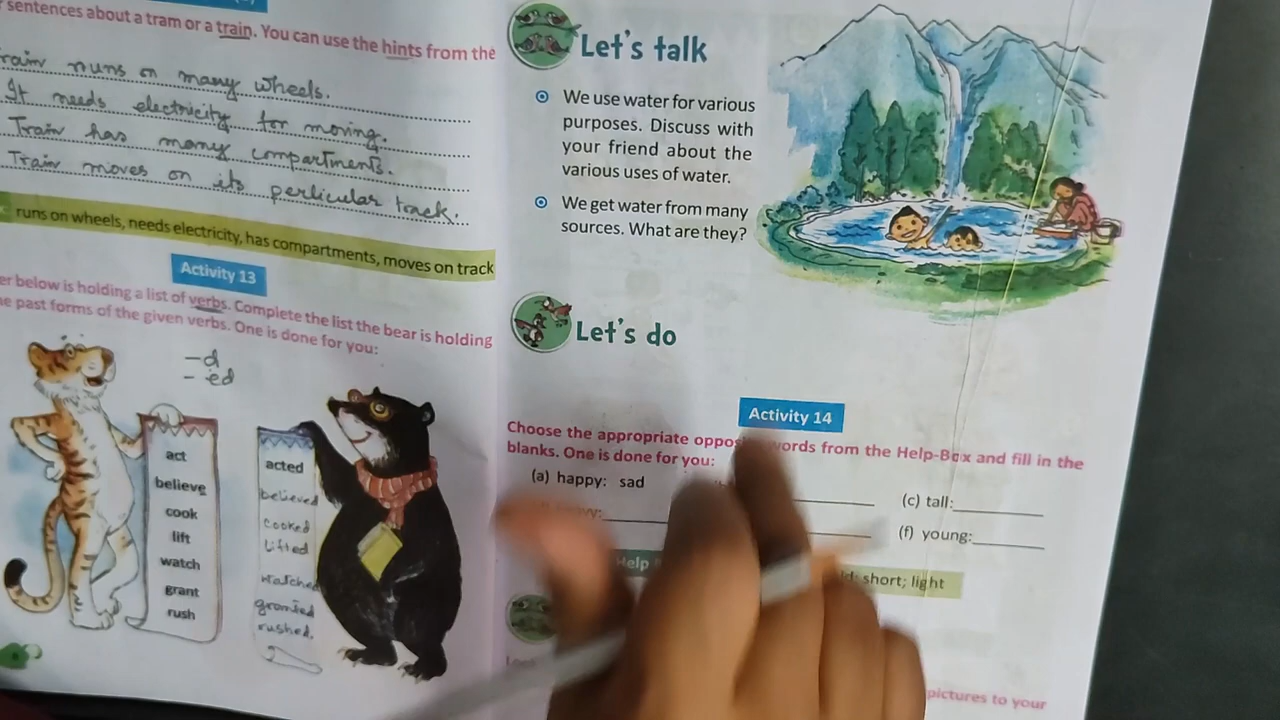 sentences about a tram or a train. You can use the hints from the
rain runs on many wheels.
It needs electricity for moving.
Train has many compartments.
Train moves on its perticular track.
runs on wheels, needs electricity, has compartments, moves on track
Activity 13
er below is holding a list of verbs. Complete the list the bear is holding
e past forms of the given verbs. One is done for you:
-d
- ed
act
believe
cook
lift
watch
grant
rush
acted
believed
Cooked
Lifted
watched
granted
rushed.
Let's talk
We use water for various
purposes. Discuss with
your friend about the
various uses of water.
We get water from many
sources. What are they?
Let's do
Activity 14
Choose the appropriate words from the Help-Box and fill in the
blanks. One is done for you:
(a) happy: sad
(c) tall:
(f) young:
Help
short; light
pictures to your